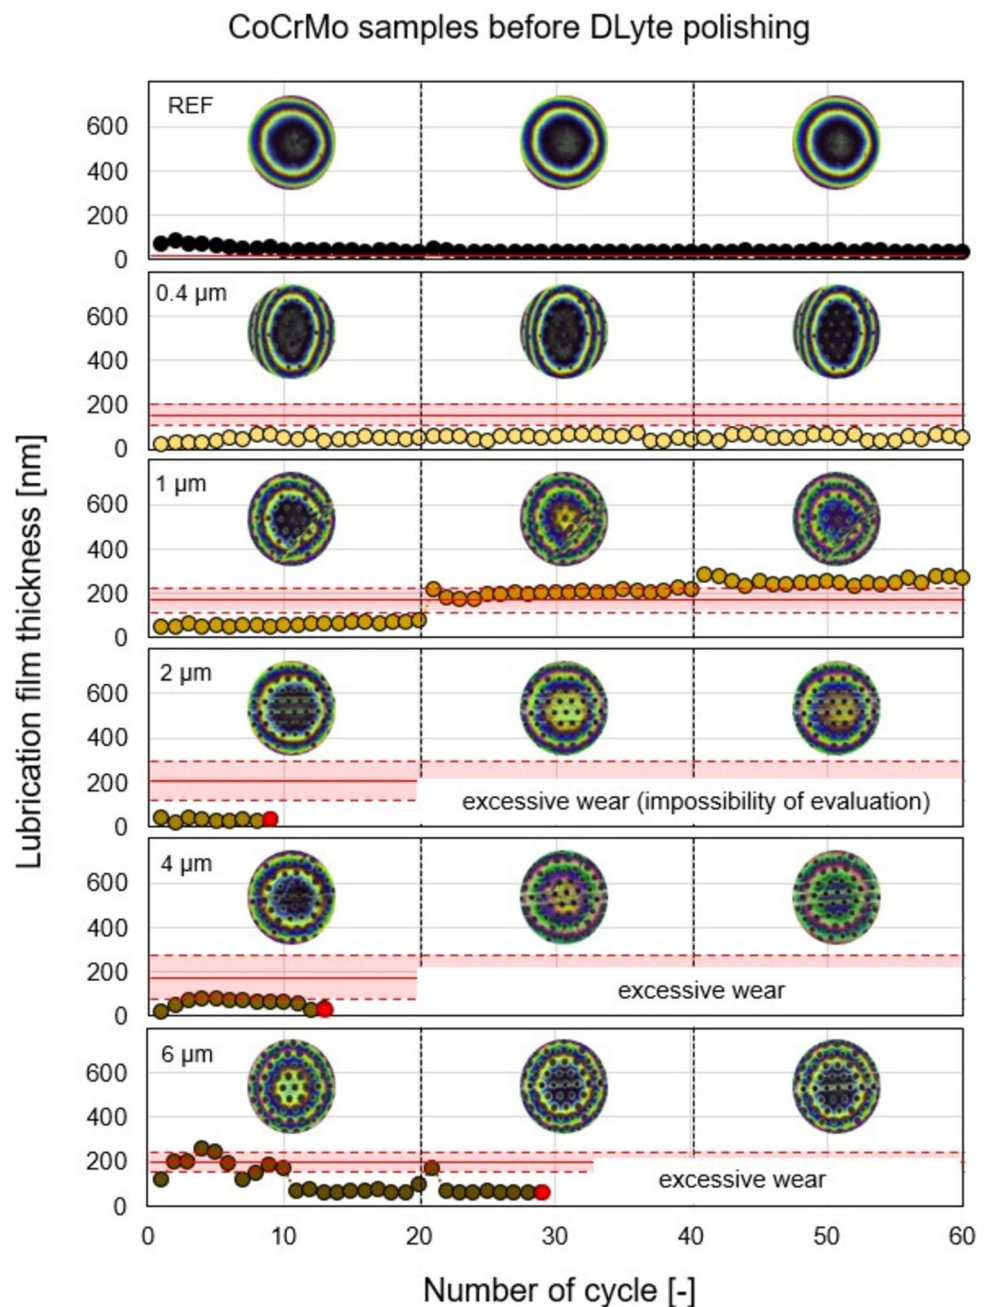 CoCrMo samples before DLyte polishing
Lubrication film thickness [nm]
REF
600
400
200
0
0.4 µm
600
400
200
0
1 µm
600
400
200
0
2 µm
600
400
200
0
excessive wear (impossibility of evaluation)
4 µm
600
400
200
0
excessive wear
6 µm
600
400
200
0
excessive wear
0 10 20 30 40 50 60
Number of cycle [-]